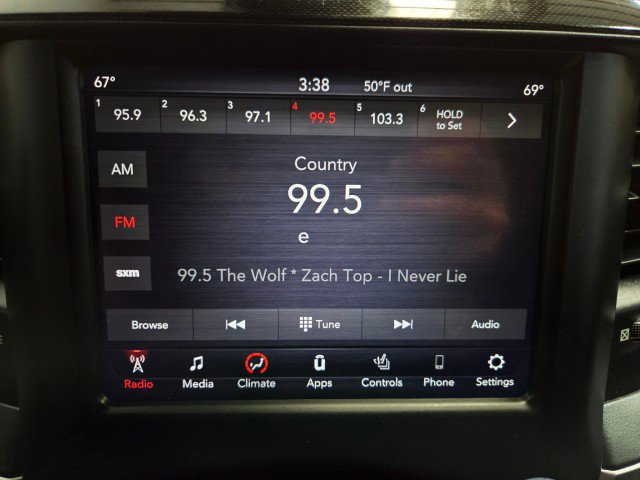 67° 3:38 50°F out 69°
1 95.9 2 96.3 3 97.1 4 99.5 5 103.3 6 HOLD to Set >
AM
Country
99.5
FM
e
sxm
99.5 The Wolf * Zach Top - I Never Lie
Browse Tune Audio
Radio Media Climate Apps Controls Phone Settings